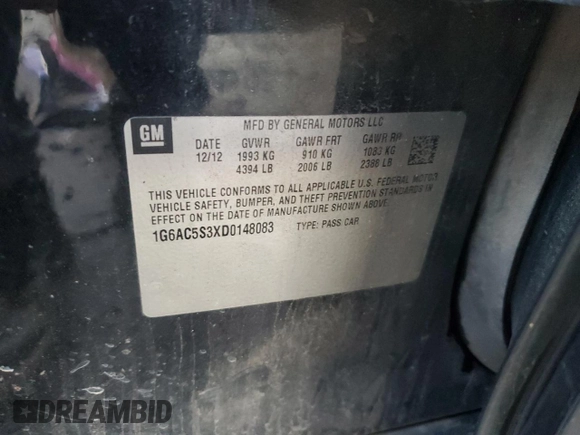 GM
MFD BY GENERAL MOTORS LLC
DATE GVWR GAWR FRT GAWR RR
12/12 1993 KG 910 KG 1083 KG
4394 LB 2006 LB 2388 LB
THIS VEHICLE CONFORMS TO ALL APPLICABLE U.S. FEDERAL MOTOR
VEHICLE SAFETY, BUMPER, AND THEFT PREVENTION STANDARDS IN
EFFECT ON THE DATE OF MANUFACTURE SHOWN ABOVE.
1G6AC5S3XD0148083 TYPE: PASS CAR
DREAMBID